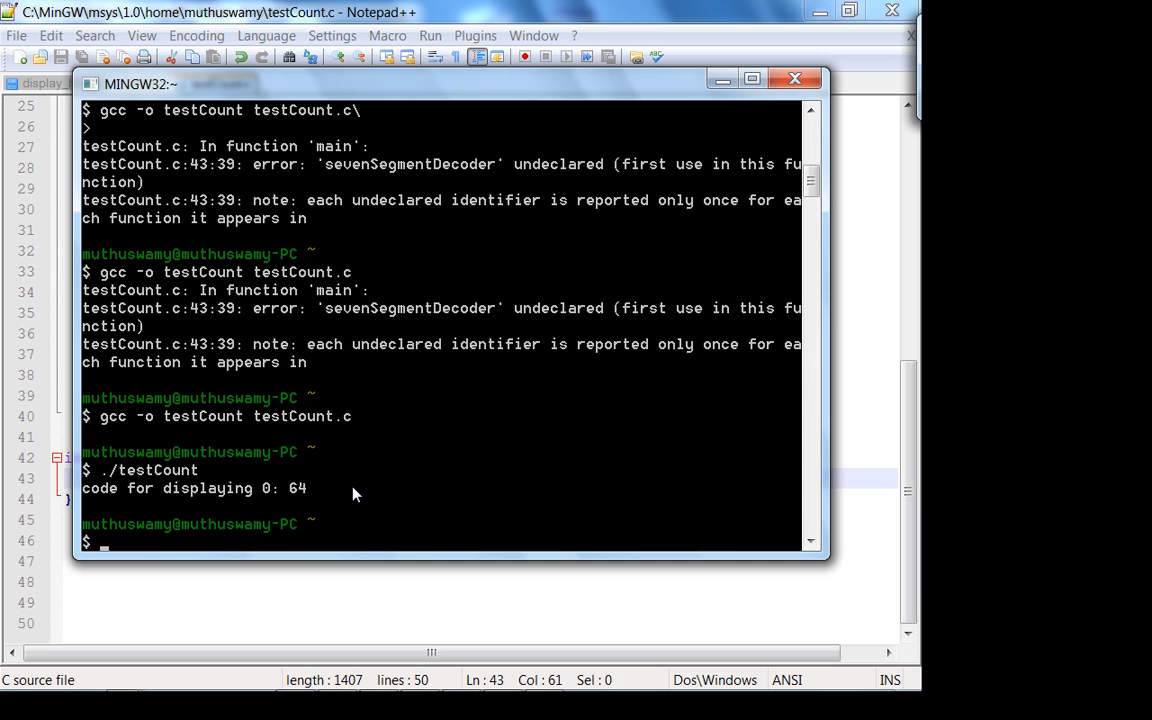 C:\MinGW\msys\1.0\home\muthuswamy\testCount.c - Notepad++
File Edit Search View Encoding Language Settings Macro Run Plugins Window ? X
display_
MINGW32:~
25
26
27
28
29
30
31
32
33
34
35
36
37
38
39
40
41
42
43
44 }
45
46
47
48
49
50
$ gcc -o testCount testCount.c\
>
testCount.c: In function 'main':
testCount.c:43:39: error: 'sevenSegmentDecoder' undeclared (first use in this fu
nction)
testCount.c:43:39: note: each undeclared identifier is reported only once for ea
ch function it appears in
muthuswamy@muthuswamy-PC ~
$ gcc -o testCount testCount.c
testCount.c: In function 'main':
testCount.c:43:39: error: 'sevenSegmentDecoder' undeclared (first use in this fu
nction)
testCount.c:43:39: note: each undeclared identifier is reported only once for ea
ch function it appears in
muthuswamy@muthuswamy-PC ~
$ gcc -o testCount testCount.c
muthuswamy@muthuswamy-PC ~
$ ./testCount
code for displaying 0: 64
muthuswamy@muthuswamy-PC ~
$
C source file length : 1407 lines : 50 Ln : 43 Col : 61 Sel : 0 Dos\Windows ANSI INS